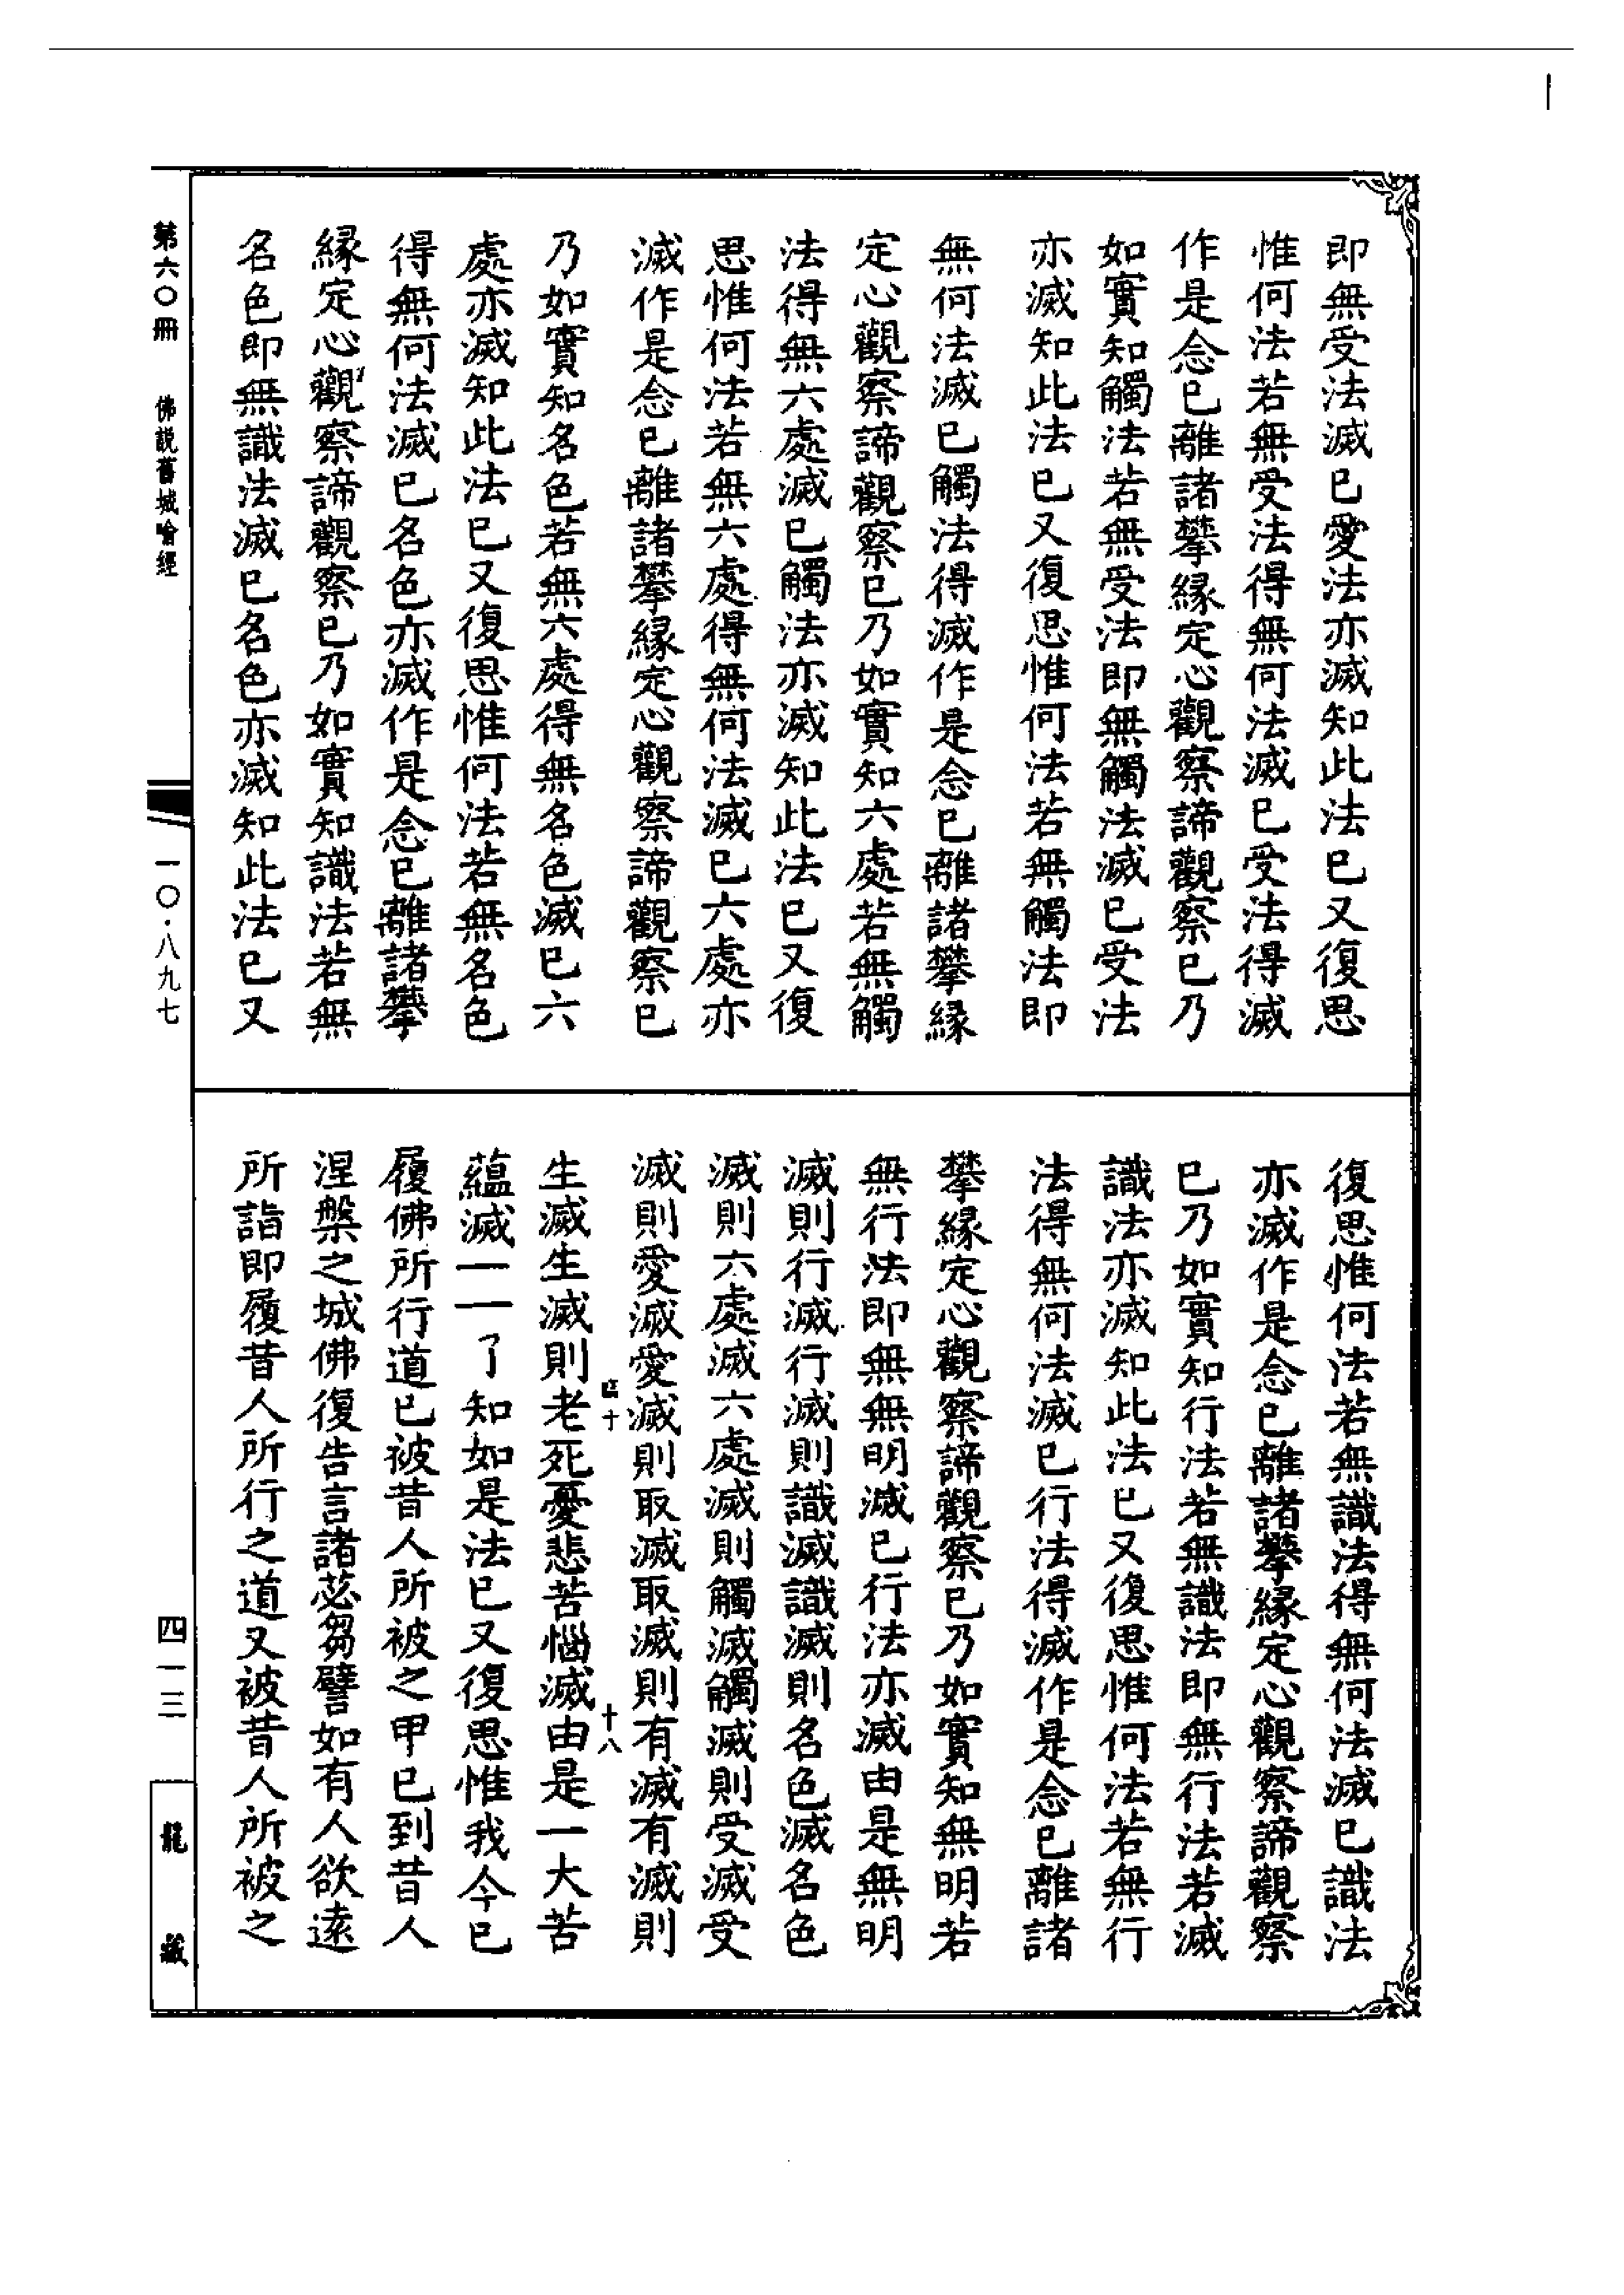 即無受法滅已愛法亦滅知此法已又復思
惟何法若無受法得無何法滅已受法得滅
作是念已離諸攀緣定心觀察諦觀察已乃
如實知觸法若無受法即無觸法滅已受法
亦滅知此法已又復思惟何法若無觸法即
無何法滅已觸法得滅作是念已離諸攀緣
定心觀察諦觀察已乃如實知六處若無觸
法得無六處滅已觸法亦滅知此法已又復
思惟何法若無六處得無何法滅已六處亦
滅作是念已離諸攀緣定心觀察諦觀察已
乃如實知名色若無六處得無名色滅已六
處亦滅知此法已又復思惟何法若無名色
得無何法滅已名色亦滅作是念已離諸攀
緣定心觀察諦觀察已乃如實知識法若無
名色即無識法滅已名色亦滅知此法已又
復思惟何法若無識法得無何法滅已識法
亦滅作是念已離諸攀緣定心觀察諦觀察
已乃如實知行法若無識法即無行法若滅
識法亦滅知此法已又復思惟何法若無行
法得無何法滅已行法得滅作是念已離諸
攀緣定心觀察諦觀察已乃如實知無明若
無行法即無無明滅已行法亦滅由是無明
滅則行滅行滅則識滅識滅則名色滅名色
滅則六處滅六處滅則觸滅觸滅則受滅受
滅則愛滅愛滅則取滅取滅則有滅有滅則
十 十八
生滅生滅則老死憂悲苦惱滅由是一大苦
蘊滅一一了知如是法已又復思惟我今已
履佛所行道已被昔人所被之甲已到昔人
涅槃之城佛復告言諸苾芻譬如有人欲遠
所詣即履昔人所行之道又被昔人所被之
第六〇冊 佛説舊城喻經
一〇·八九七
四一三
龍藏